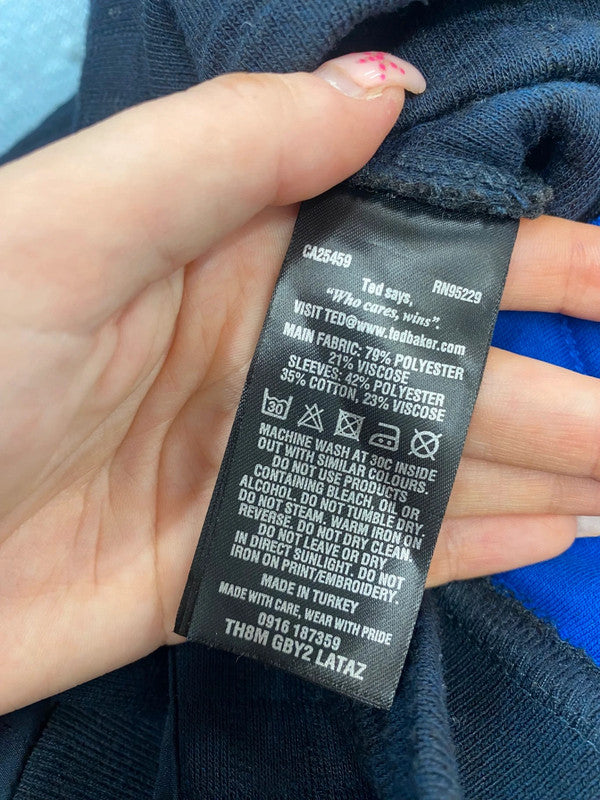 CA25459 RN95229
Ted says,
"Who cares, wins".
VISIT TED@www.tedbaker.com
MAIN FABRIC: 79% POLYESTER
21% VISCOSE
SLEEVES: 42% POLYESTER
35% COTTON, 23% VISCOSE
30
MACHINE WASH AT 30C INSIDE
OUT WITH SIMILAR COLOURS.
DO NOT USE PRODUCTS
CONTAINING BLEACH, OIL OR
ALCOHOL. DO NOT TUMBLE DRY.
DO NOT STEAM. WARM IRON ON
REVERSE. DO NOT DRY CLEAN.
DO NOT LEAVE OR DRY
IN DIRECT SUNLIGHT. DO NOT
IRON ON PRINT/EMBROIDERY.
MADE IN TURKEY
MADE WITH CARE, WEAR WITH PRIDE
0916 187359
TH8M GBY2 LATAZ